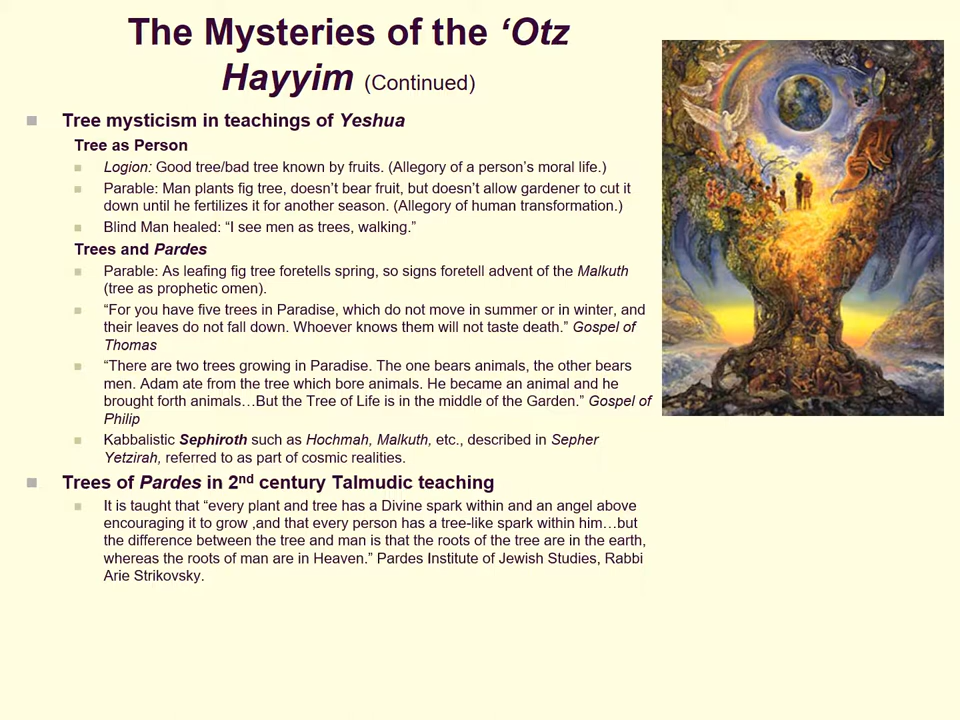 The Mysteries of the ‘Otz
Hayyim (Continued)
Tree mysticism in teachings of Yeshua
Tree as Person
Logion: Good tree/bad tree known by fruits. (Allegory of a person’s moral life.)
Parable: Man plants fig tree, doesn’t bear fruit, but doesn’t allow gardener to cut it
down until he fertilizes it for another season. (Allegory of human transformation.)
Blind Man healed: “I see men as trees, walking.”
Trees and Pardes
Parable: As leafing fig tree foretells spring, so signs foretell advent of the Malkuth
(tree as prophetic omen).
“For you have five trees in Paradise, which do not move in summer or in winter, and
their leaves do not fall down. Whoever knows them will not taste death.” Gospel of
Thomas
“There are two trees growing in Paradise. The one bears animals, the other bears
men. Adam ate from the tree which bore animals. He became an animal and he
brought forth animals…But the Tree of Life is in the middle of the Garden.” Gospel of
Philip
Kabbalistic Sephiroth such as Hochmah, Malkuth, etc., described in Sepher
Yetzirah, referred to as part of cosmic realities.
Trees of Pardes in 2nd century Talmudic teaching
It is taught that “every plant and tree has a Divine spark within and an angel above
encouraging it to grow ,and that every person has a tree-like spark within him…but
the difference between the tree and man is that the roots of the tree are in the earth,
whereas the roots of man are in Heaven.” Pardes Institute of Jewish Studies, Rabbi
Arie Strikovsky.